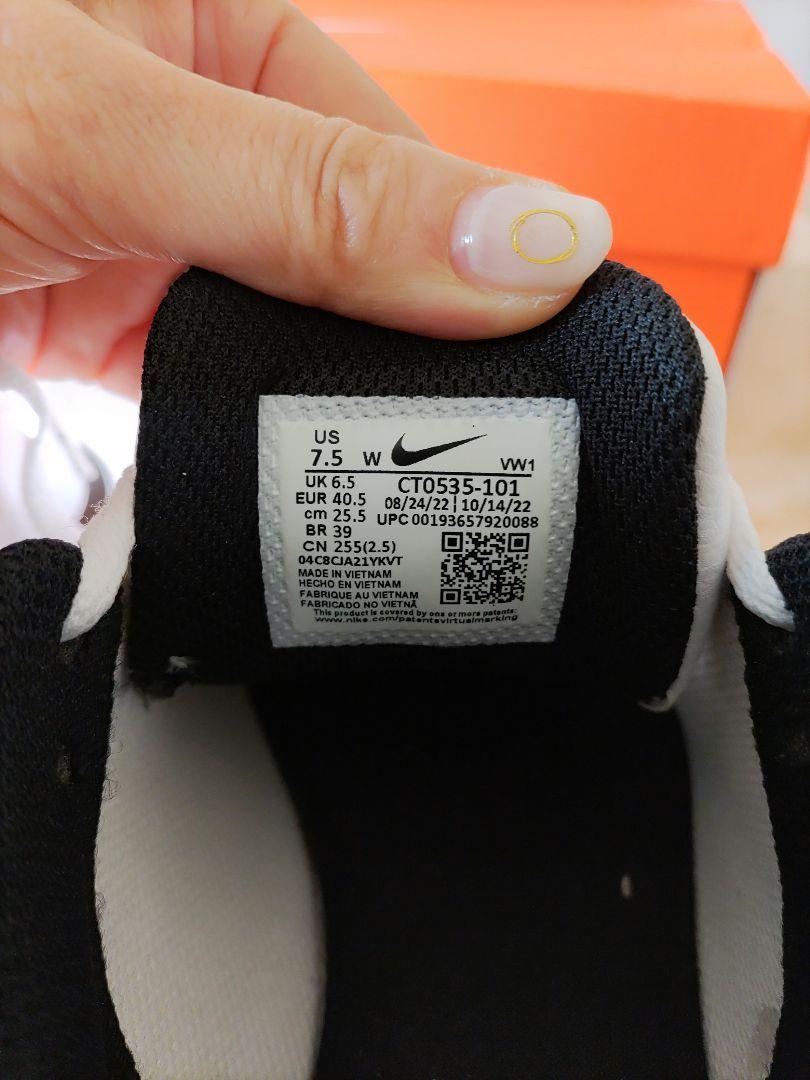 US
7.5 W
VW1
UK 6.5
CT0535-101
EUR 40.5
08/24/22 | 10/14/22
cm 25.5
UPC 00193657920088
BR 39
CN 255(2.5)
04C8CJA21YKVT
MADE IN VIETNAM
HECHO EN VIETNAM
FABRIQUE AU VIETNAM
FABRICADO NO VIETNÃ
This product is covered by one or more patents:
www.nike.com/patentsvirtualmarking